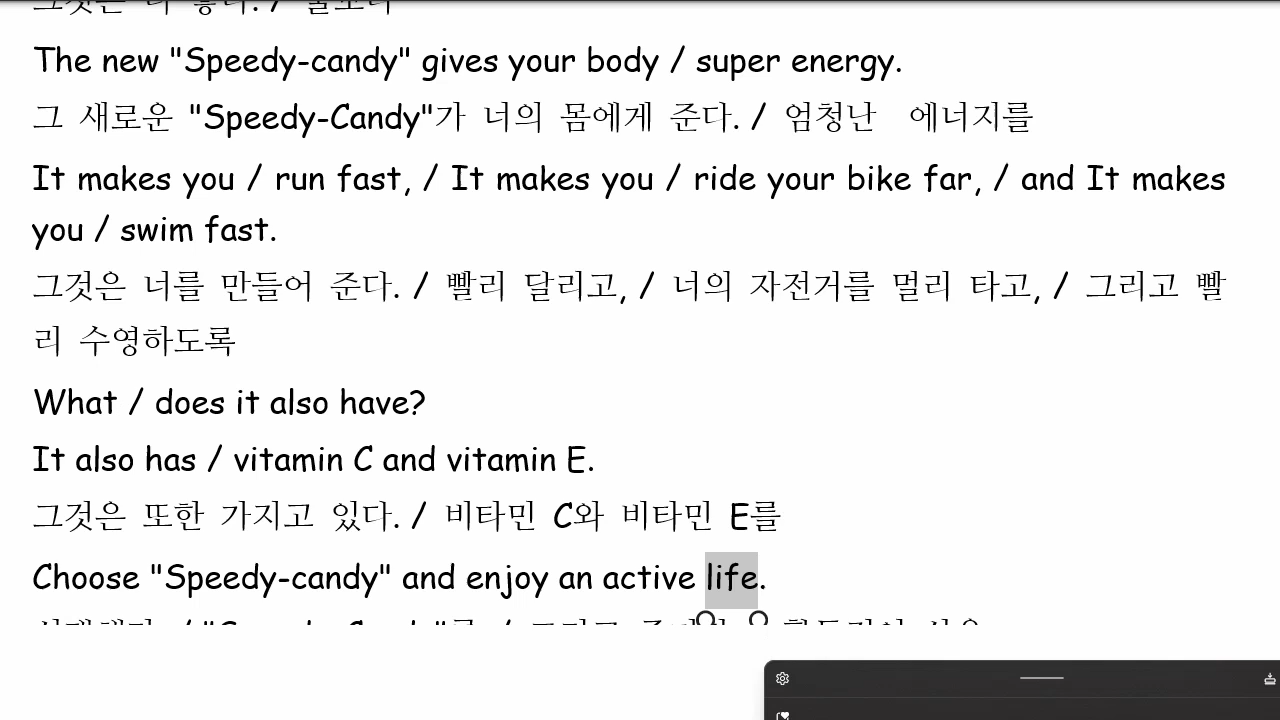 The new "Speedy-candy" gives your body / super energy.
그 새로운 "Speedy-Candy"가 너의 몸에게 준다. / 엄청난 에너지를
It makes you / run fast, / It makes you / ride your bike far, / and It makes
you / swim fast.
그것은 너를 만들어 준다. / 빨리 달리고, / 너의 자전거를 멀리 타고, / 그리고 빨
리 수영하도록
What / does it also have?
It also has / vitamin C and vitamin E.
그것은 또한 가지고 있다. / 비타민 C와 비타민 E를
Choose "Speedy-candy" and enjoy an active life.